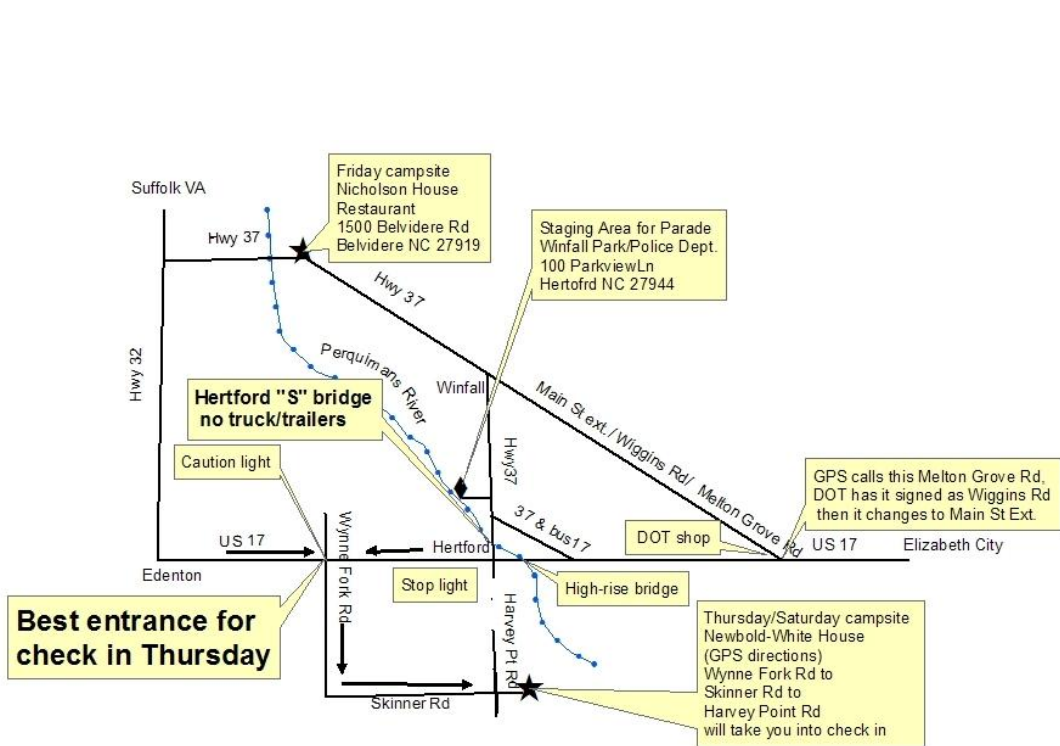 Suffolk VA
Friday campsite
Nicholson House
Restaurant
1500 Belvidere Rd
Belvidere NC 27919
Hwy 37
Staging Area for Parade
Winfall Park/Police Dept.
100 ParkviewLn
Hertofrd NC 27944
Hwy 37
Hwy 32
Perquimans River
Winfall
Hertford "S" bridge
no truck/trailers
Main St ext./ Wiggins Rd/ Melton Grove Rd
Caution light
Hwy37
GPS calls this Melton Grove Rd,
DOT has it signed as Wiggins Rd
then it changes to Main St Ext.
37 & bus17
DOT shop
US 17
Wynne Fork Rd
Hertford
US 17
Elizabeth City
Edenton
Stop light
High-rise bridge
Best entrance for
check in Thursday
Harvey Pt Rd
Thursday/Saturday campsite
Newbold-White House
(GPS directions)
Wynne Fork Rd to
Skinner Rd to
Harvey Point Rd
will take you into check in
Skinner Rd